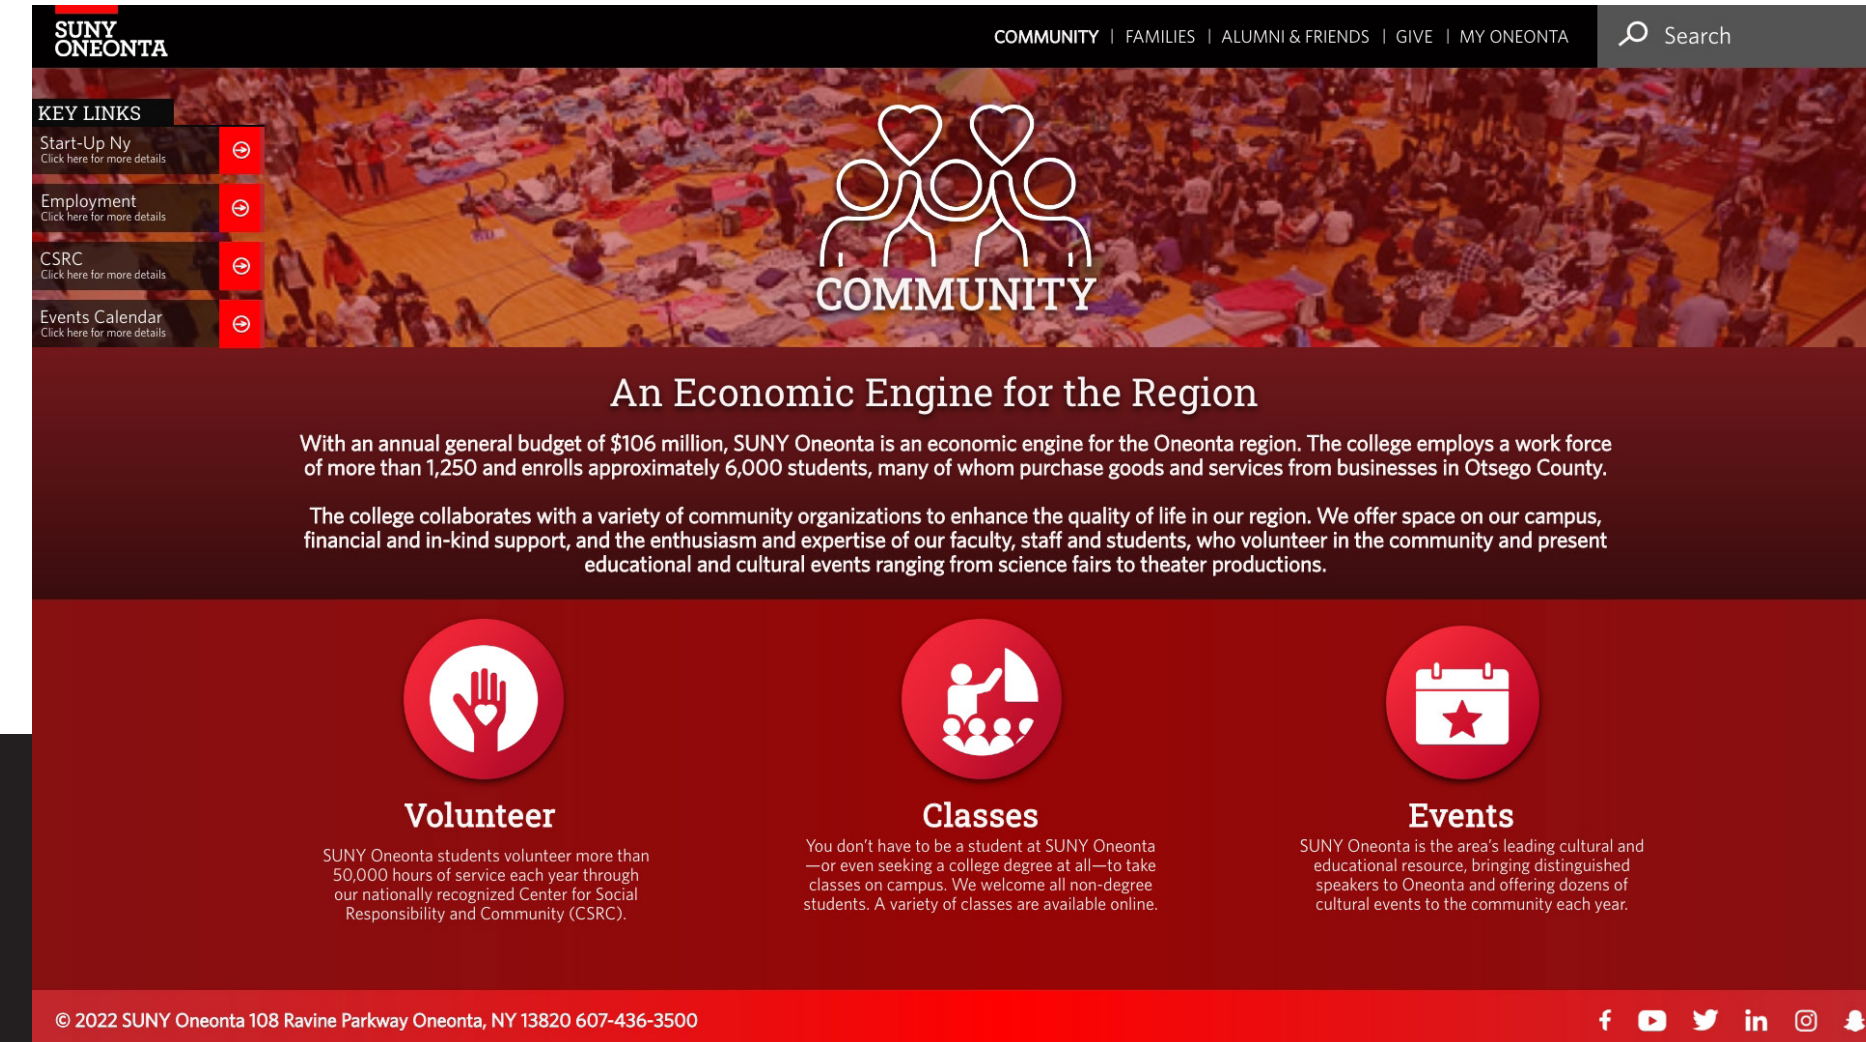 SUNY
ONEONTA
COMMUNITY | FAMILIES | ALUMNI & FRIENDS | GIVE | MY ONEONTA
Search
KEY LINKS
Start-Up Ny
Click here for more details
Employment
Click here for more details
CSRC
Click here for more details
Events Calendar
Click here for more details
COMMUNITY
An Economic Engine for the Region
With an annual general budget of $106 million, SUNY Oneonta is an economic engine for the Oneonta region. The college employs a work force
of more than 1,250 and enrolls approximately 6,000 students, many of whom purchase goods and services from businesses in Otsego County.
The college collaborates with a variety of community organizations to enhance the quality of life in our region. We offer space on our campus,
financial and in-kind support, and the enthusiasm and expertise of our faculty, staff and students, who volunteer in the community and present
educational and cultural events ranging from science fairs to theater productions.
Volunteer
SUNY Oneonta students volunteer more than
50,000 hours of service each year through
our nationally recognized Center for Social
Responsibility and Community (CSRC).
Classes
You don't have to be a student at SUNY Oneonta
—or even seeking a college degree at all—to take
classes on campus. We welcome all non-degree
students. A variety of classes are available online.
Events
SUNY Oneonta is the area's leading cultural and
educational resource, bringing distinguished
speakers to Oneonta and offering dozens of
cultural events to the community each year.
© 2022 SUNY Oneonta 108 Ravine Parkway Oneonta, NY 13820 607-436-3500